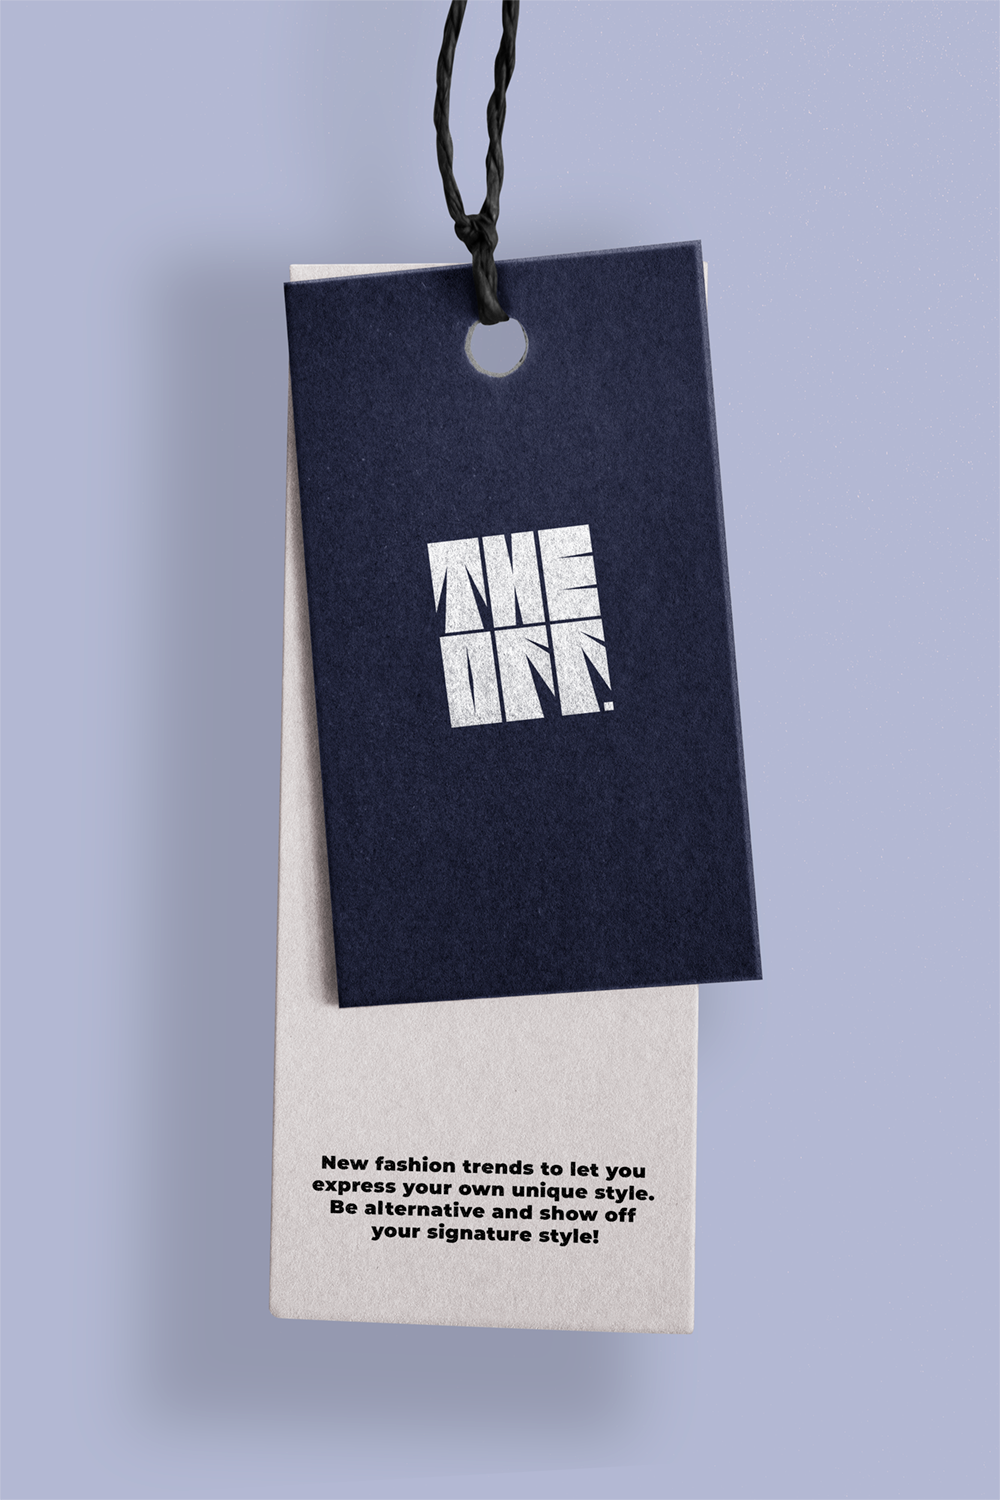 THE
OFF.
New fashion trends to let you
express your own unique style.
Be alternative and show off
your signature style!